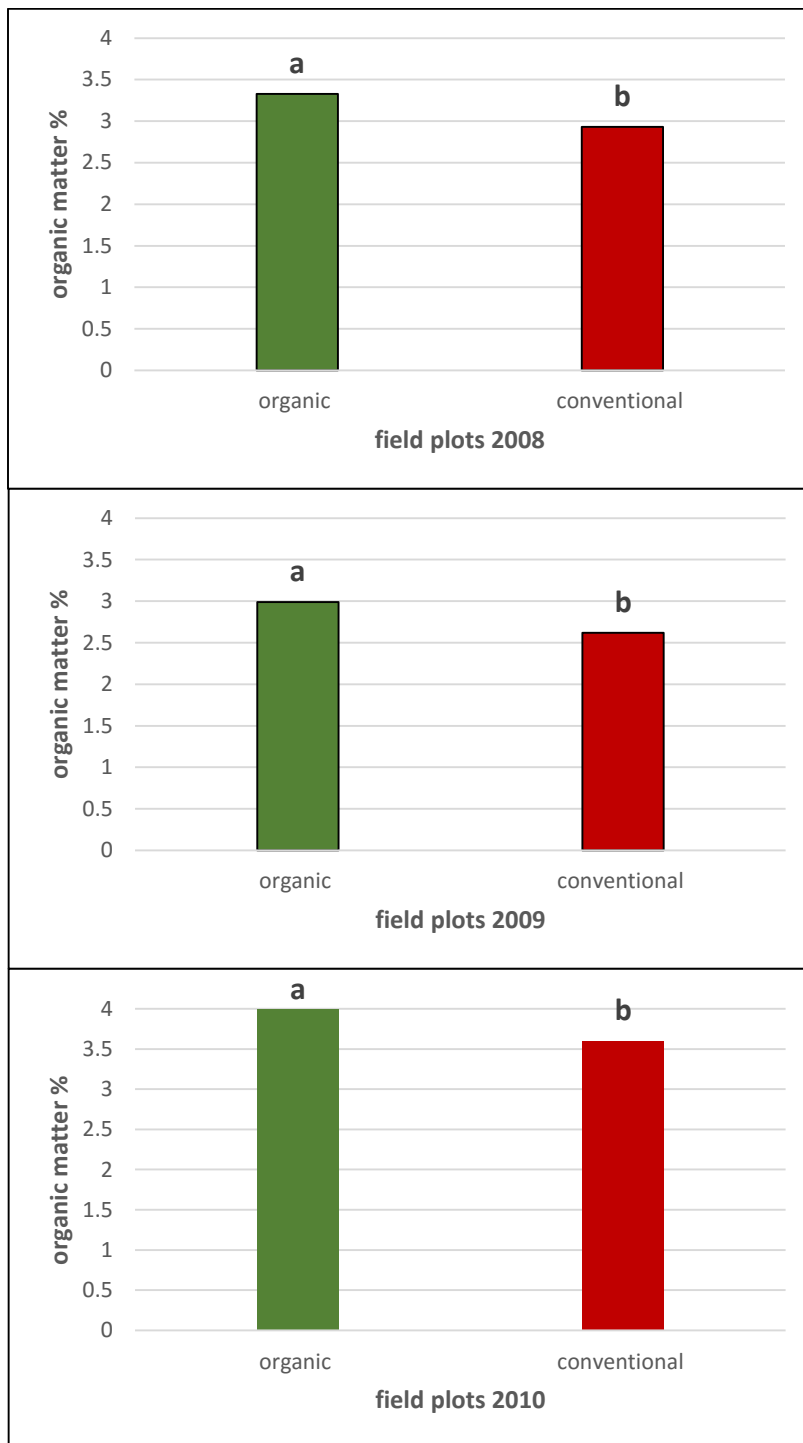 4
3.5
3
2.5
2
1.5
1
0.5
0
organic matter %
a
b
organic conventional
field plots 2008
4
3.5
3
2.5
2
1.5
1
0.5
0
organic matter %
a
b
organic conventional
field plots 2009
4
3.5
3
2.5
2
1.5
1
0.5
0
organic matter %
a
b
organic conventional
field plots 2010